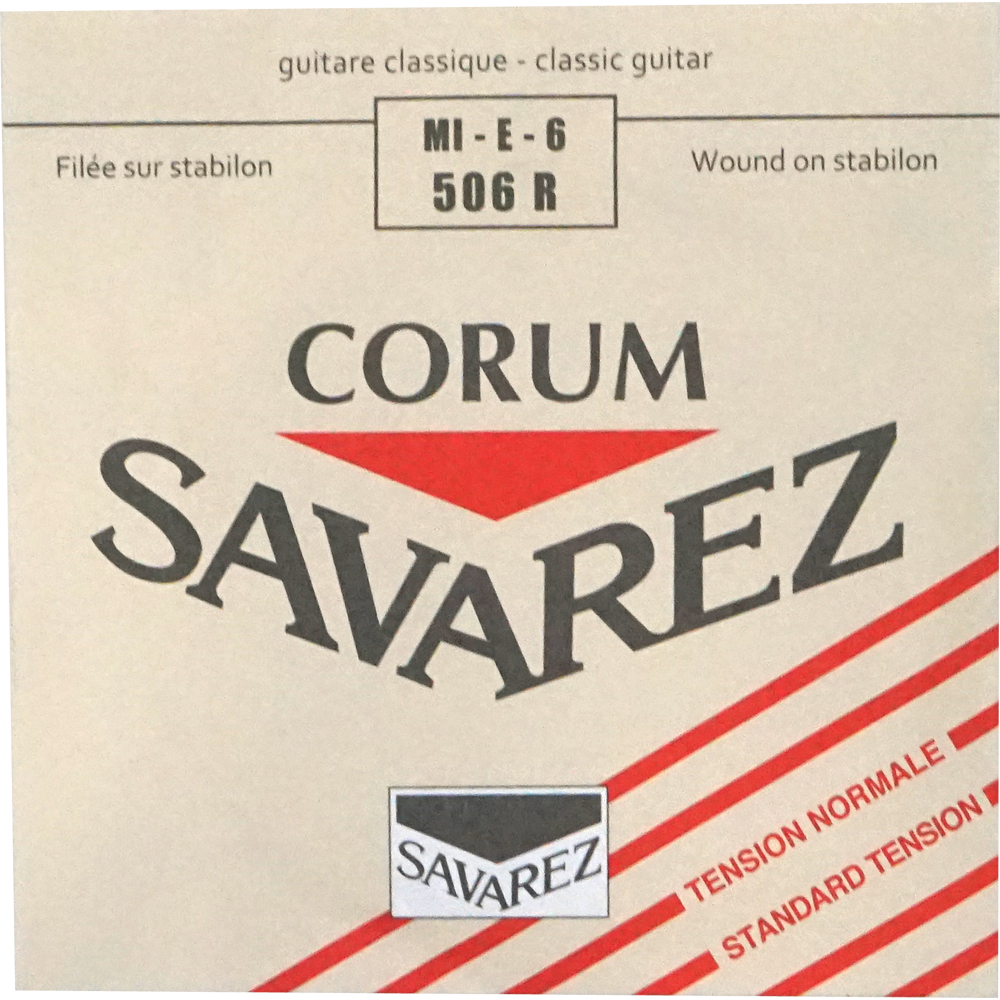 guitare classique - classic guitar
MI - E - 6
506 R
Filée sur stabilon
Wound on stabilon
CORUM
SAVAREZ
SAVAREZ
TENSION NORMALE
STANDARD TENSION